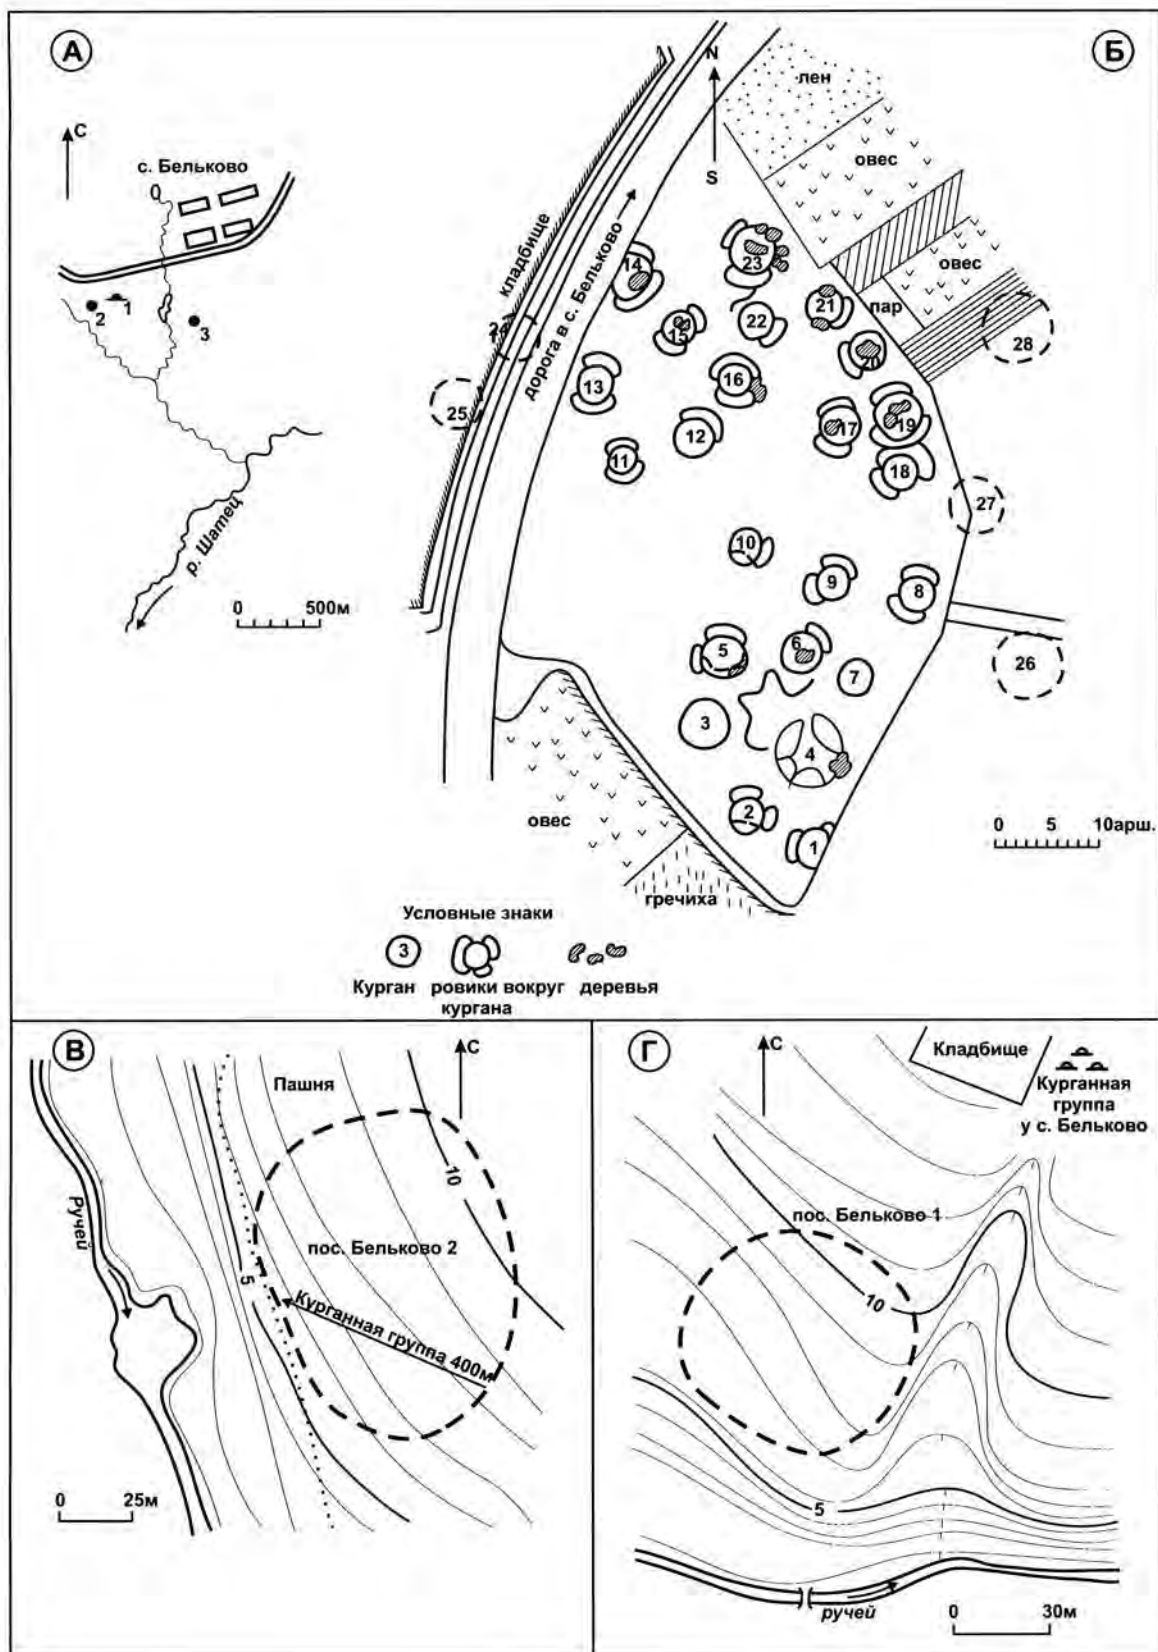 А
С
с. Бельково
1
2
3
р. Шатец
0 500м
Б
N
S
лен
овес
овес
пар
кладбище
дорога в с. Бельково
14
23
21
22
15
20
28
24
25
13
16
17
19
12
11
18
27
10
9
8
5
6
7
26
3
4
2
1
овес
гречиха
0 5 10арш.
Условные знаки
3
Курган
ровики вокруг
кургана
деревья
В
С
Пашня
Ручей
10
5
пос. Бельково 2
Курганная группа 400м
0 25м
Г
С
Кладбище
Курганная
группа
у с. Бельково
пос. Бельково 1
10
5
ручей
0 30м